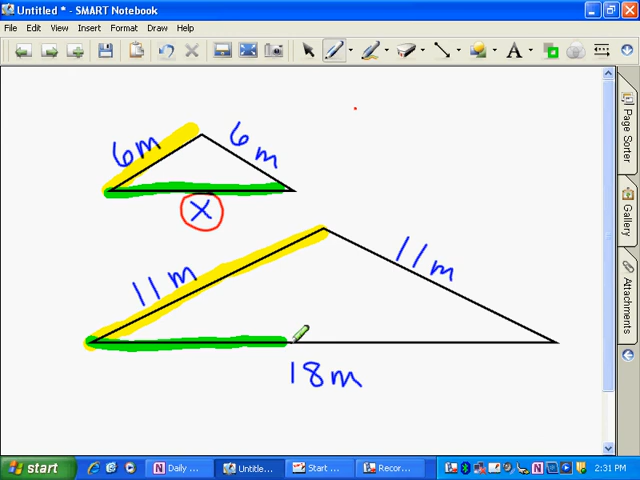 Untitled * - SMART Notebook
File Edit View Insert Format Draw Help
6m
6m
X
11m
11m
18m
Page Sorter
Gallery
Attachments
start
Daily ...
Untitle...
Start ...
Recor...
2:31 PM